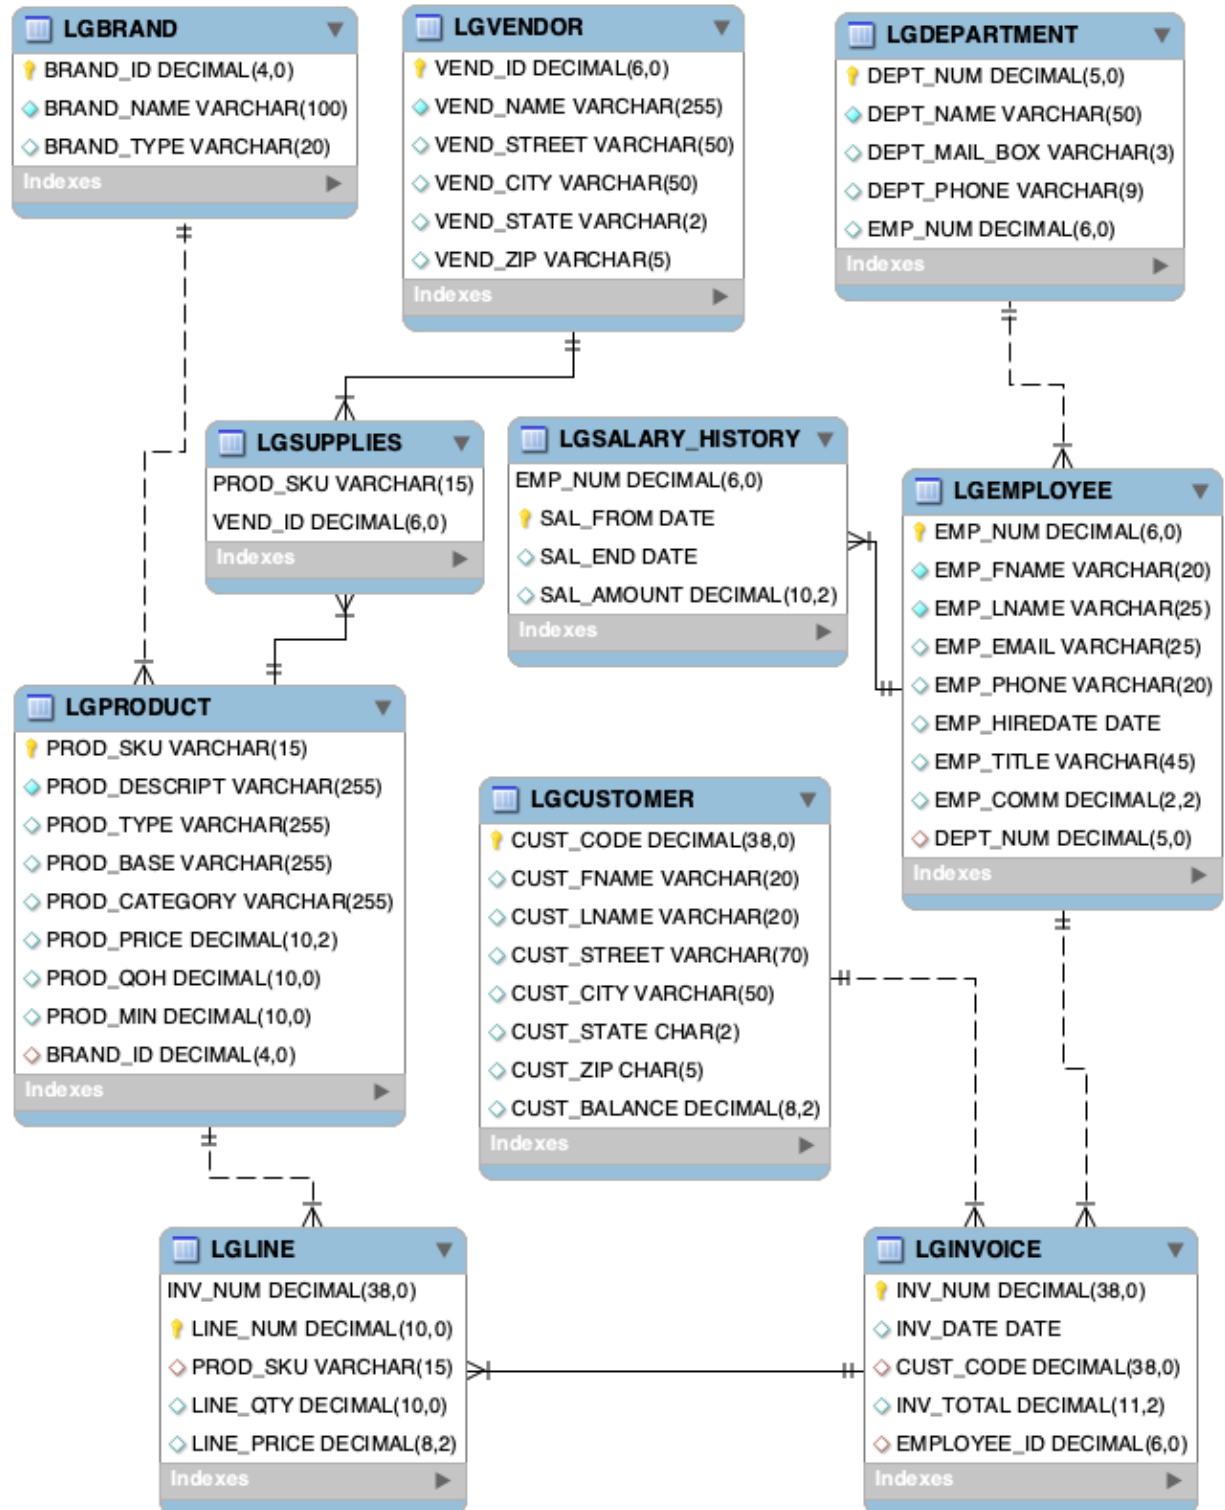 LGBRAND
BRAND_ID DECIMAL(4,0)
BRAND_NAME VARCHAR(100)
BRAND_TYPE VARCHAR(20)
Indexes
LGVENDOR
VEND_ID DECIMAL(6,0)
VEND_NAME VARCHAR(255)
VEND_STREET VARCHAR(50)
VEND_CITY VARCHAR(50)
VEND_STATE VARCHAR(2)
VEND_ZIP VARCHAR(5)
Indexes
LGDEPARTMENT
DEPT_NUM DECIMAL(5,0)
DEPT_NAME VARCHAR(50)
DEPT_MAIL_BOX VARCHAR(3)
DEPT_PHONE VARCHAR(9)
EMP_NUM DECIMAL(6,0)
Indexes
LGSUPPLIES
PROD_SKU VARCHAR(15)
VEND_ID DECIMAL(6,0)
Indexes
LGSALARY_HISTORY
EMP_NUM DECIMAL(6,0)
SAL_FROM DATE
SAL_END DATE
SAL_AMOUNT DECIMAL(10,2)
Indexes
LGEMPLOYEE
EMP_NUM DECIMAL(6,0)
EMP_FNAME VARCHAR(20)
EMP_LNAME VARCHAR(25)
EMP_EMAIL VARCHAR(25)
EMP_PHONE VARCHAR(20)
EMP_HIREDATE DATE
EMP_TITLE VARCHAR(45)
EMP_COMM DECIMAL(2,2)
DEPT_NUM DECIMAL(5,0)
Indexes
LGPRODUCT
PROD_SKU VARCHAR(15)
PROD_DESCRIPT VARCHAR(255)
PROD_TYPE VARCHAR(255)
PROD_BASE VARCHAR(255)
PROD_CATEGORY VARCHAR(255)
PROD_PRICE DECIMAL(10,2)
PROD_QOH DECIMAL(10,0)
PROD_MIN DECIMAL(10,0)
BRAND_ID DECIMAL(4,0)
Indexes
LGCUSTOMER
CUST_CODE DECIMAL(38,0)
CUST_FNAME VARCHAR(20)
CUST_LNAME VARCHAR(20)
CUST_STREET VARCHAR(70)
CUST_CITY VARCHAR(50)
CUST_STATE CHAR(2)
CUST_ZIP CHAR(5)
CUST_BALANCE DECIMAL(8,2)
Indexes
LGLINE
INV_NUM DECIMAL(38,0)
LINE_NUM DECIMAL(10,0)
PROD_SKU VARCHAR(15)
LINE_QTY DECIMAL(10,0)
LINE_PRICE DECIMAL(8,2)
Indexes
LGINVOICE
INV_NUM DECIMAL(38,0)
INV_DATE DATE
CUST_CODE DECIMAL(38,0)
INV_TOTAL DECIMAL(11,2)
EMPLOYEE_ID DECIMAL(6,0)
Indexes